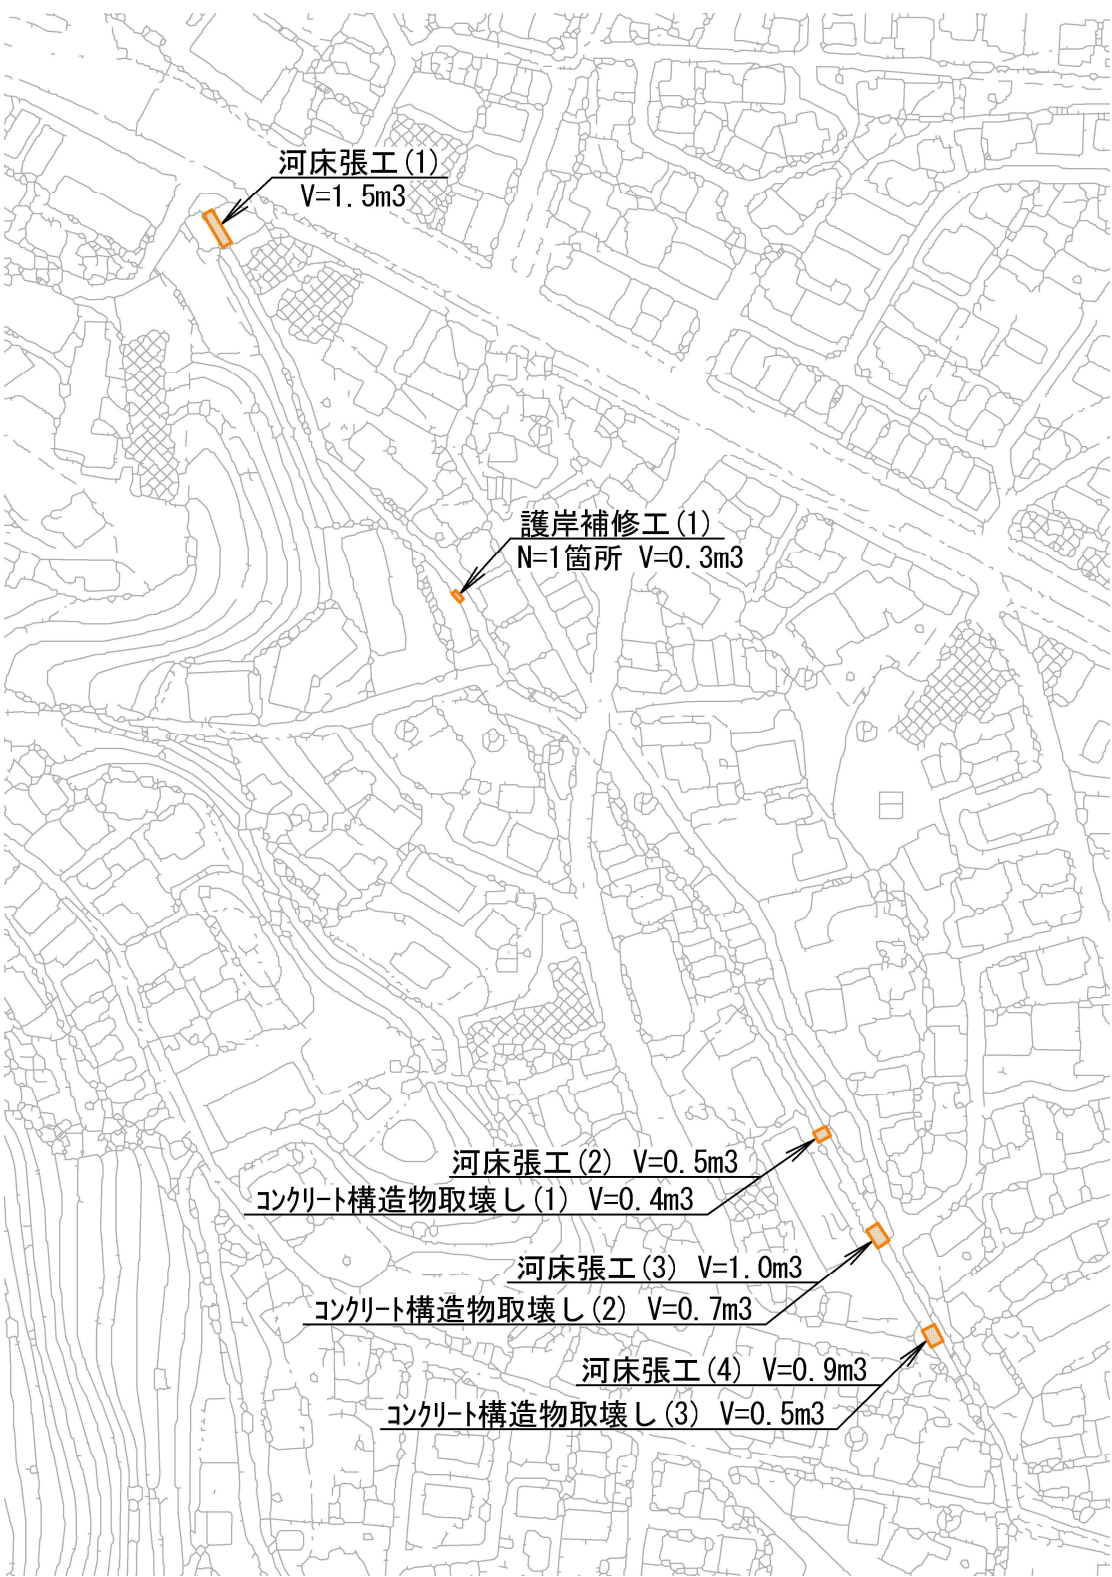 河床張工(1)
V=1.5m3
護岸補修工(1)
N=1箇所 V=0.3m3
河床張工(2) V=0.5m3
ｺﾝｸﾘｰﾄ構造物取壊し(1) V=0.4m3
河床張工(3) V=1.0m3
ｺﾝｸﾘｰﾄ構造物取壊し(2) V=0.7m3
河床張工(4) V=0.9m3
ｺﾝｸﾘｰﾄ構造物取壊し(3) V=0.5m3